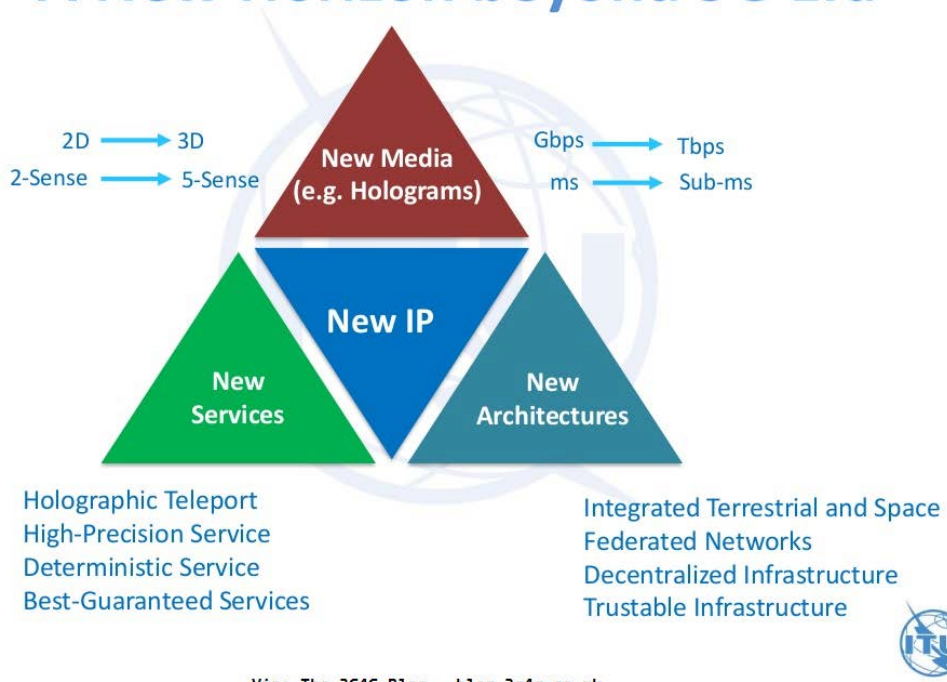 2D
3D
2-Sense
5-Sense
New Media
(e.g. Holograms)
Gbps
Tbps
ms
Sub-ms
New IP
New
Services
New
Architectures
Holographic Teleport
High-Precision Service
Deterministic Service
Best-Guaranteed Services
Integrated Terrestrial and Space
Federated Networks
Decentralized Infrastructure
Trustable Infrastructure